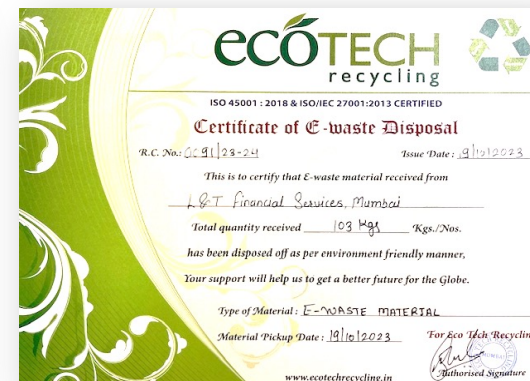 ecóTECH
recycling
ISO 45001 : 2018 & ISO/IEC 27001:2013 CERTIFIED
Certificate of E-waste Disposal
R.C. No.: 91/23-24 Issue Date : 19/10/2023
This is to certify that E-waste material received from
L&T Financial Services, Mumbai
Total quantity received 103 Kgs Kgs./Nos.
has been disposed off as per environment friendly manner,
Your support will help us to get a better future for the Globe.
Type of Material : E-WASTE MATERIAL
Material Pickup Date : 19/10/2023 For Eco Tech Recyclin
www.ecotechrecycling.in Authorised Signature